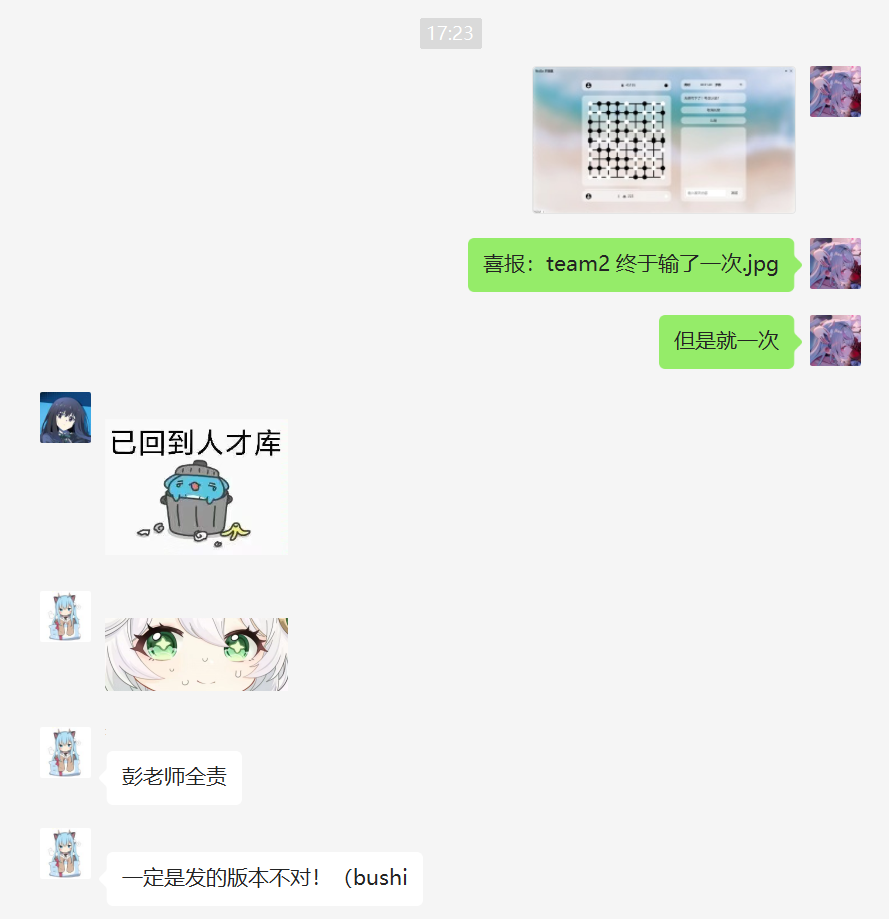 17:23
喜报：team2 终于输了一次.jpg
但是就一次
已回到人才库
彭老师全责
一定是发的版本不对！（bushi